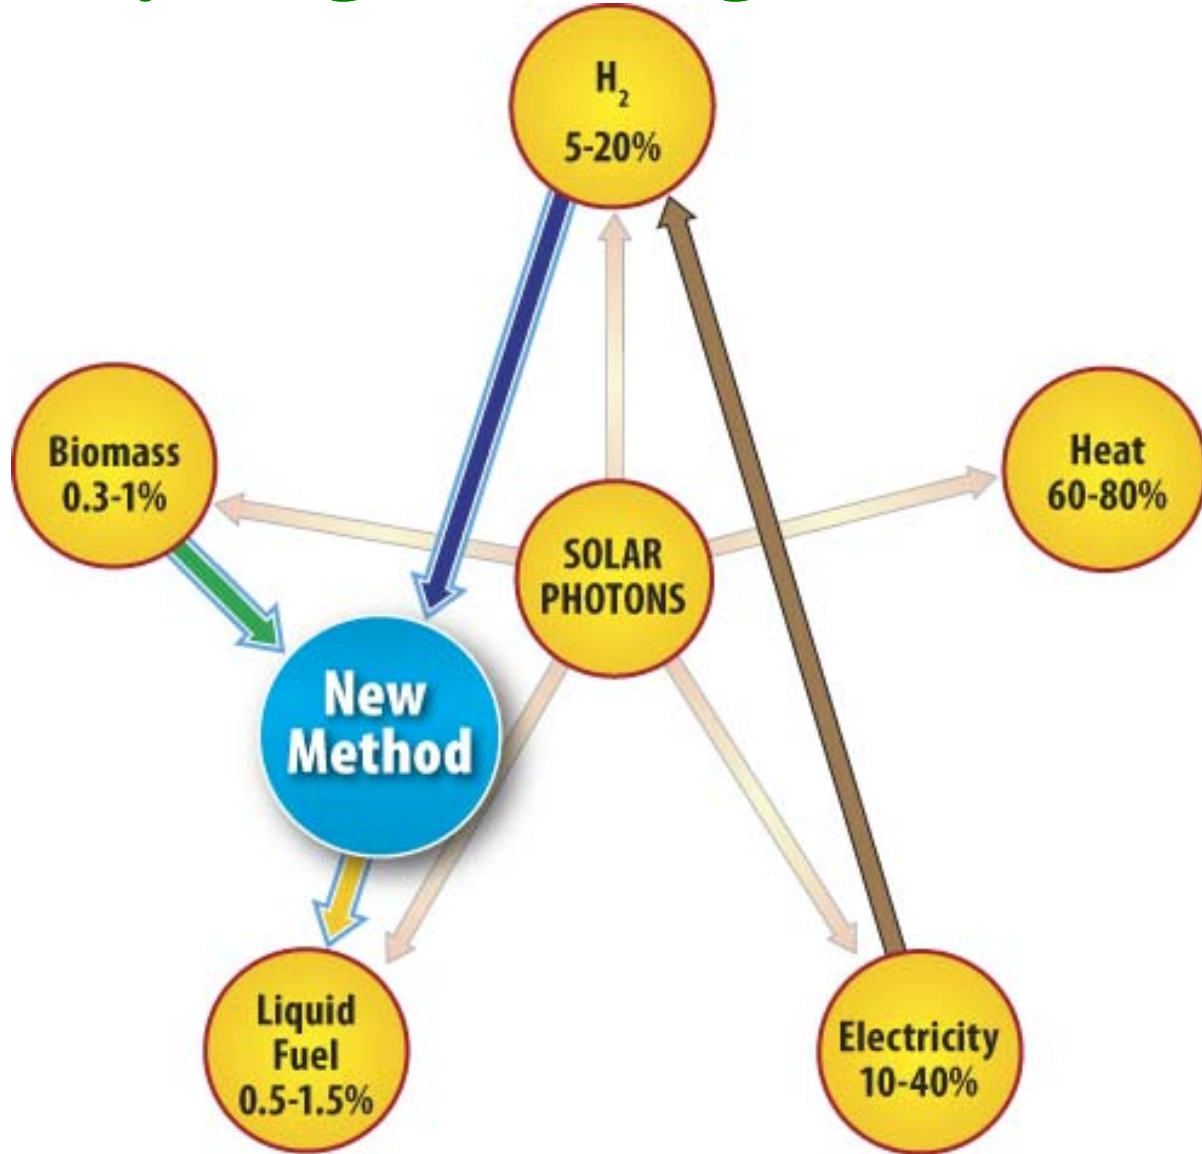 H₂
5-20%
Biomass
0.3-1%
Heat
60-80%
SOLAR
PHOTONS
New
Method
Liquid
Fuel
0.5-1.5%
Electricity
10-40%